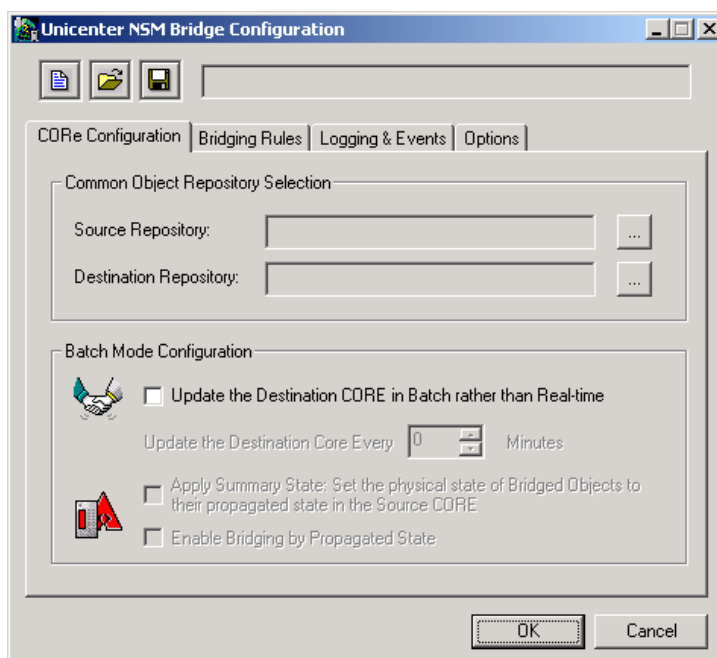 Unicenter NSM Bridge Configuration
CORe Configuration
Bridging Rules
Logging & Events
Options
Common Object Repository Selection
Source Repository:
...
Destination Repository:
...
Batch Mode Configuration
Update the Destination CORE in Batch rather than Real-time
Update the Destination Core Every 0 Minutes
Apply Summary State: Set the physical state of Bridged Objects to
their propagated state in the Source CORE
Enable Bridging by Propagated State
OK
Cancel